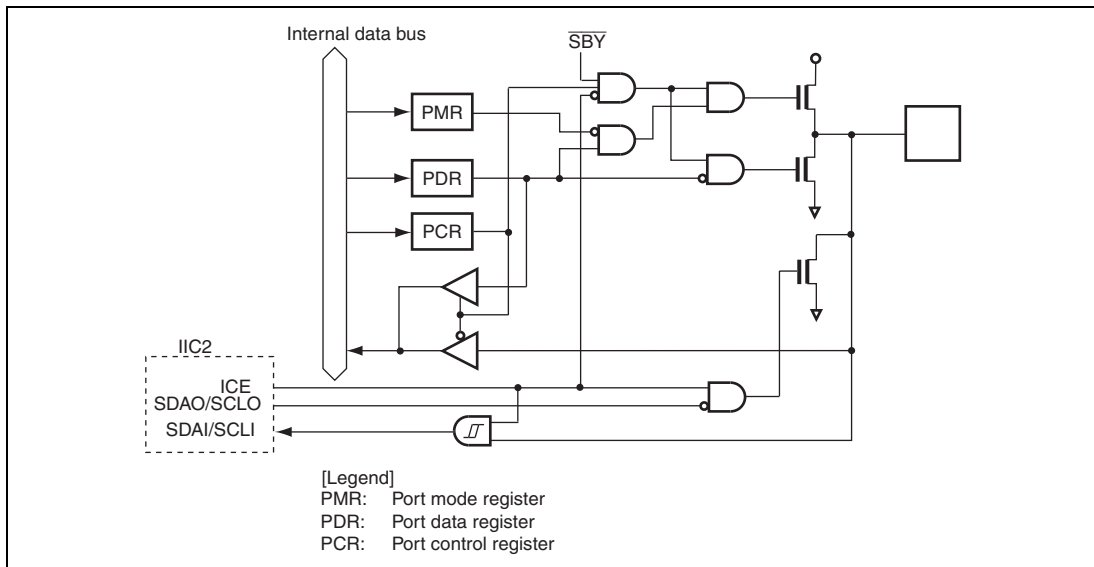 Internal data bus
SBY
PMR
PDR
PCR
IIC2
ICE
SDAO/SCLO
SDAI/SCLI
[Legend]
PMR: Port mode register
PDR: Port data register
PCR: Port control register